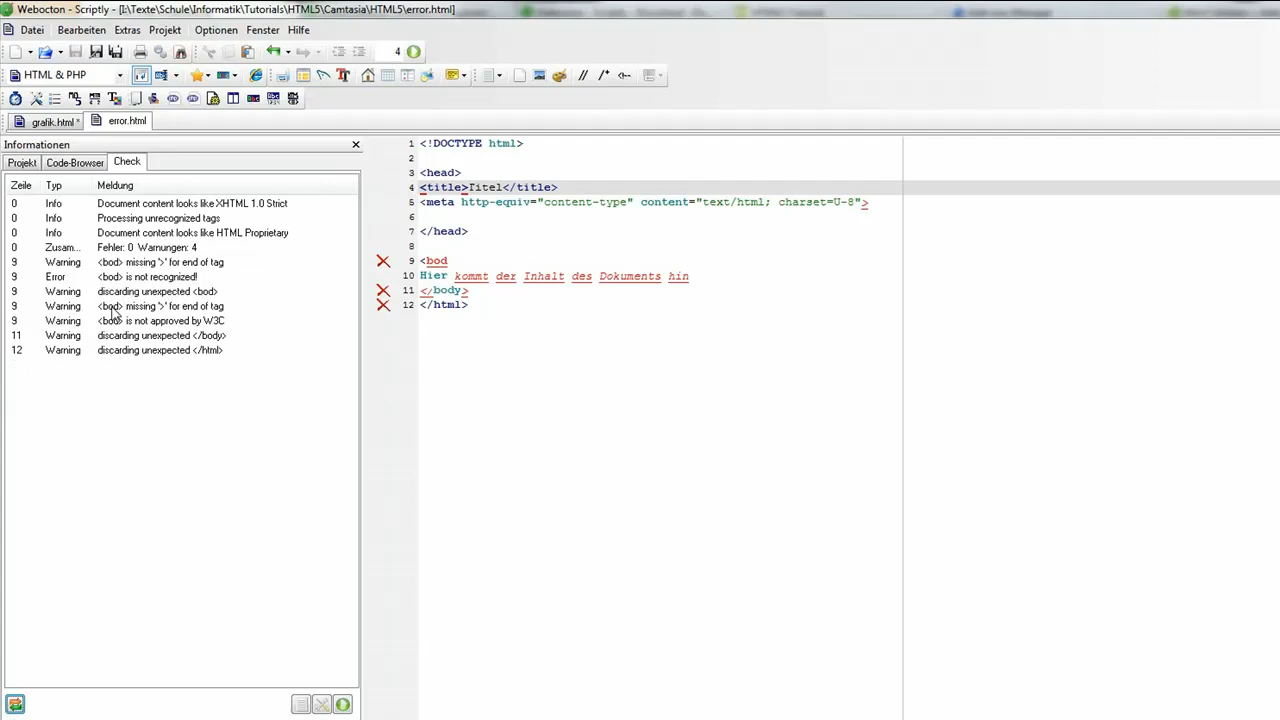 Webocton - Scriptly - [I:\Texte\Schule\Informatik\Tutorials\HTML5\Camtasia\HTML5\error.html]
Datei Bearbeiten Extras Projekt Optionen Fenster Hilfe
4
HTML & PHP
grafik.html * error.html
Informationen
Projekt Code-Browser Check
Zeile Typ Meldung
0 Info Document content looks like XHTML 1.0 Strict
0 Info Processing unrecognized tags
0 Info Document content looks like HTML Proprietary
0 Zusam... Fehler: 0 Warnungen: 4
9 Warning <bod> missing '>' for end of tag
9 Error <bod> is not recognized!
9 Warning discarding unexpected <bod>
9 Warning <bod> missing '>' for end of tag
9 Warning <bod> is not approved by W3C
11 Warning discarding unexpected </body>
12 Warning discarding unexpected </html>
1 <!DOCTYPE html>
2
3 <head>
4 <title>Titel</title>
5 <meta http-equiv="content-type" content="text/html; charset=U-8">
6
7 </head>
8
9 <bod
10 Hier kommt der Inhalt des Dokuments hin
11 </body>
12 </html>